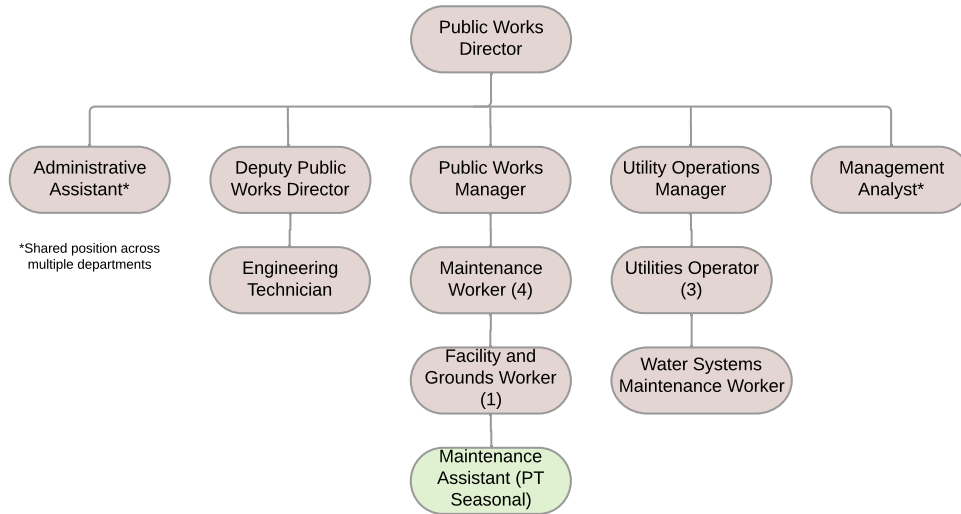 Public Works
Director
Administrative
Assistant*
Deputy Public
Works Director
Public Works
Manager
Utility Operations
Manager
Management
Analyst*
*Shared position across
multiple departments
Engineering
Technician
Maintenance
Worker (4)
Utilities Operator
(3)
Facility and
Grounds Worker
(1)
Water Systems
Maintenance Worker
Maintenance
Assistant (PT
Seasonal)